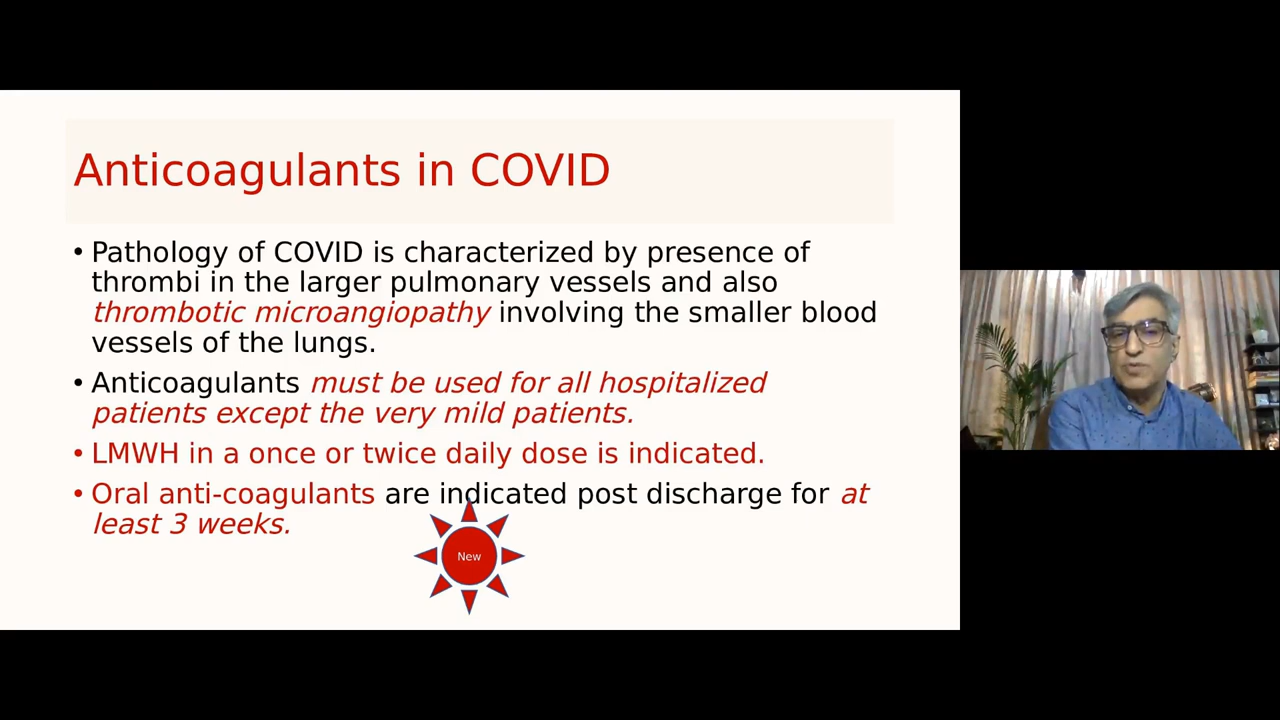 Anticoagulants in COVID
• Pathology of COVID is characterized by presence of
thrombi in the larger pulmonary vessels and also
thrombotic microangiopathy involving the smaller blood
vessels of the lungs.
• Anticoagulants must be used for all hospitalized
patients except the very mild patients.
• LMWH in a once or twice daily dose is indicated.
• Oral anti-coagulants are indicated post discharge for at
least 3 weeks.
New